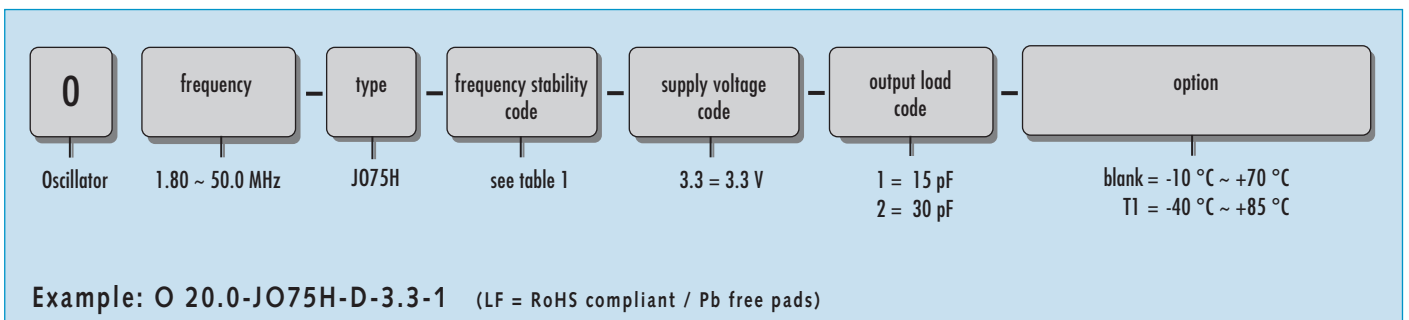 O
frequency
–
type
–
frequency stability
code
–
supply voltage
code
–
output load
code
–
option
Oscillator
1.80 ~ 50.0 MHz
JO75H
see table 1
3.3 = 3.3 V
1 = 15 pF
2 = 30 pF
blank = -10 °C ~ +70 °C
T1 = -40 °C ~ +85 °C
Example: O 20.0-JO75H-D-3.3-1 (LF = RoHS compliant / Pb free pads)